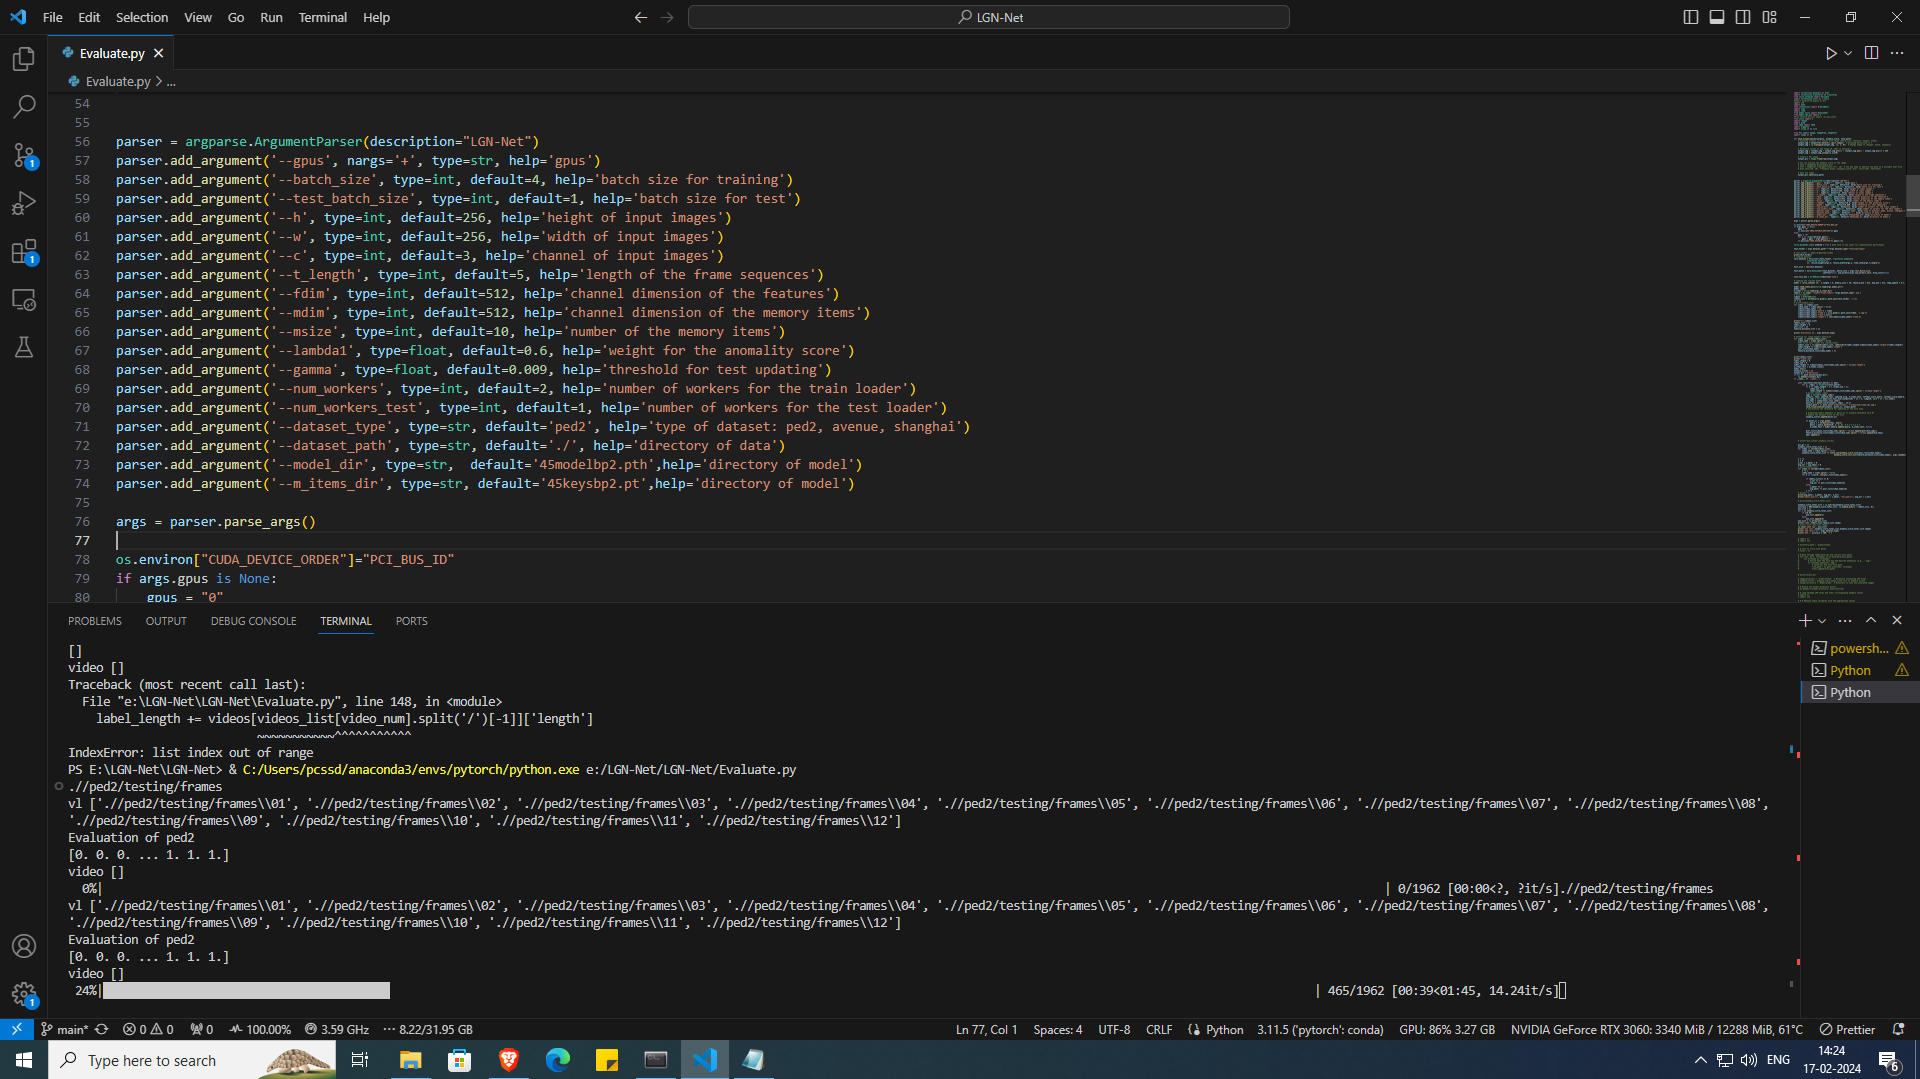 File Edit Selection View Go Run Terminal Help
LGN-Net
Evaluate.py
Evaluate.py > ...
54
55
56 parser = argparse.ArgumentParser(description="LGN-Net")
57 parser.add_argument('--gpus', nargs='+', type=str, help='gpus')
58 parser.add_argument('--batch_size', type=int, default=4, help='batch size for training')
59 parser.add_argument('--test_batch_size', type=int, default=1, help='batch size for test')
60 parser.add_argument('--h', type=int, default=256, help='height of input images')
61 parser.add_argument('--w', type=int, default=256, help='width of input images')
62 parser.add_argument('--c', type=int, default=3, help='channel of input images')
63 parser.add_argument('--t_length', type=int, default=5, help='length of the frame sequences')
64 parser.add_argument('--fdim', type=int, default=512, help='channel dimension of the features')
65 parser.add_argument('--mdim', type=int, default=512, help='channel dimension of the memory items')
66 parser.add_argument('--msize', type=int, default=10, help='number of the memory items')
67 parser.add_argument('--lambda1', type=float, default=0.6, help='weight for the anomality score')
68 parser.add_argument('--gamma', type=float, default=0.009, help='threshold for test updating')
69 parser.add_argument('--num_workers', type=int, default=2, help='number of workers for the train loader')
70 parser.add_argument('--num_workers_test', type=int, default=1, help='number of workers for the test loader')
71 parser.add_argument('--dataset_type', type=str, default='ped2', help='type of dataset: ped2, avenue, shanghai')
72 parser.add_argument('--dataset_path', type=str, default='./', help='directory of data')
73 parser.add_argument('--model_dir', type=str,  default='45modelbp2.pth',help='directory of model')
74 parser.add_argument('--m_items_dir', type=str, default='45keysbp2.pt',help='directory of model')
75
76 args = parser.parse_args()
77
78 os.environ["CUDA_DEVICE_ORDER"]="PCI_BUS_ID"
79 if args.gpus is None:
80     gpus = "0"
PROBLEMS OUTPUT DEBUG CONSOLE TERMINAL PORTS
powersh...
Python
Python
[]
video []
Traceback (most recent call last):
  File "e:\LGN-Net\LGN-Net\Evaluate.py", line 148, in <module>
    label_length += videos[videos_list[video_num].split('/')[-1]]['length']
~~~~~~~~~~~^^^^^^^^^^^
IndexError: list index out of range
PS E:\LGN-Net\LGN-Net> & C:/Users/pcssd/anaconda3/envs/pytorch/python.exe e:/LGN-Net/LGN-Net/Evaluate.py
.//ped2/testing/frames
vl ['.//ped2/testing/frames\\01', './/ped2/testing/frames\\02', './/ped2/testing/frames\\03', './/ped2/testing/frames\\04', './/ped2/testing/frames\\05', './/ped2/testing/frames\\06', './/ped2/testing/frames\\07', './/ped2/testing/frames\\08',
'.//ped2/testing/frames\\09', './/ped2/testing/frames\\10', './/ped2/testing/frames\\11', './/ped2/testing/frames\\12']
Evaluation of ped2
[0. 0. 0. ... 1. 1. 1.]
video []
0%| | 0/1962 [00:00<?, ?it/s].//ped2/testing/frames
vl ['.//ped2/testing/frames\\01', './/ped2/testing/frames\\02', './/ped2/testing/frames\\03', './/ped2/testing/frames\\04', './/ped2/testing/frames\\05', './/ped2/testing/frames\\06', './/ped2/testing/frames\\07', './/ped2/testing/frames\\08',
'.//ped2/testing/frames\\09', './/ped2/testing/frames\\10', './/ped2/testing/frames\\11', './/ped2/testing/frames\\12']
Evaluation of ped2
[0. 0. 0. ... 1. 1. 1.]
video []
24%| | 465/1962 [00:39<01:45, 14.24it/s]
main* 0 0 0 100.00% 3.59 GHz 8.22/31.95 GB Ln 77, Col 1 Spaces: 4 UTF-8 CRLF Python 3.11.5 ('pytorch': conda) GPU: 86% 3.27 GB NVIDIA GeForce RTX 3060: 3340 MiB / 12288 MiB, 61°C Prettier
Type here to search
ENG
14:24
17-02-2024
6